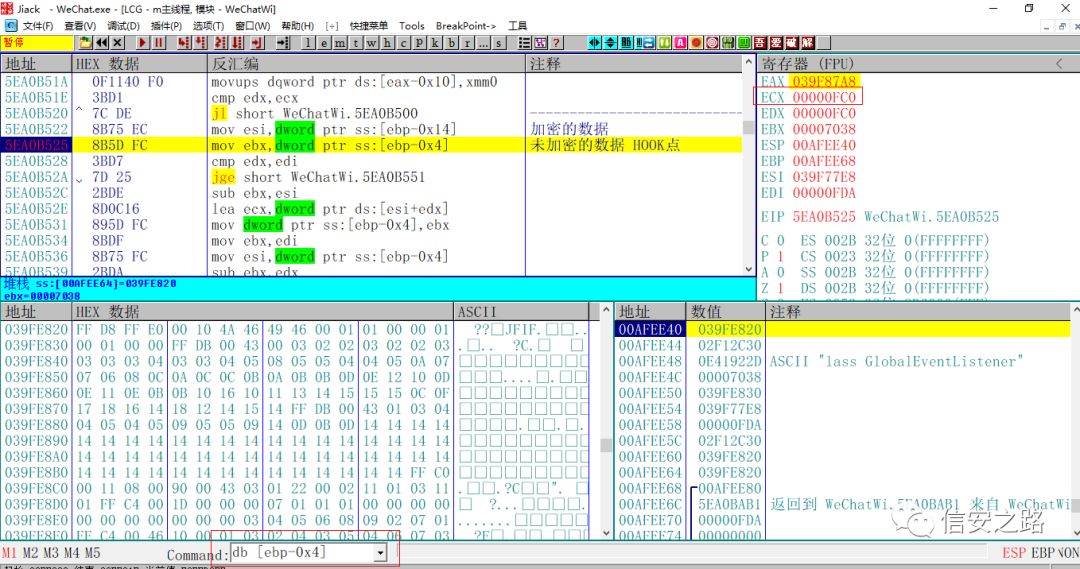 Jiack - WeChat.exe - [LCG - m主线程, 模块 - WeChatWi]
文件(F) 查看(V) 调试(D) 插件(P) 选项(T) 窗口(W) 帮助(H) [+] 快捷菜单 Tools BreakPoint-> 工具
暂停 l e m t w h c P k b r ... s ?
地址 HEX 数据 反汇编 注释 寄存器 (FPU)
5EA0B51A 0F1140 F0 movups dqword ptr ds:[eax-0x10],xmm0
5EA0B51E 3BD1 cmp edx,ecx
5EA0B520 7C DE jl short WeChatWi.5EA0B500
5EA0B522 8B75 EC mov esi,dword ptr ss:[ebp-0x14] 加密的数据
5EA0B525 8B5D FC mov ebx,dword ptr ss:[ebp-0x4] 未加密的数据 HOOK点
5EA0B528 3BD7 cmp edx,edi
5EA0B52A 7D 25 jge short WeChatWi.5EA0B551
5EA0B52C 2BDE sub ebx,esi
5EA0B52E 8D0C16 lea ecx,dword ptr ds:[esi+edx]
5EA0B531 895D FC mov dword ptr ss:[ebp-0x4],ebx
5EA0B534 8BDF mov ebx,edi
5EA0B536 8B75 FC mov esi,dword ptr ss:[ebp-0x4]
5EA0B539 2BDA sub ebx,edx
EAX 039F87A8
ECX 00000FC0
EDX 00000FC0
EBX 00007038
ESP 00AFEE40
EBP 00AFEE68
ESI 039F77E8
EDI 00000FDA
EIP 5EA0B525 WeChatWi.5EA0B525
C 0 ES 002B 32位 0(FFFFFFFF)
P 1 CS 0023 32位 0(FFFFFFFF)
A 0 SS 002B 32位 0(FFFFFFFF)
Z 1 DS 002B 32位 0(FFFFFFFF)
堆栈 ss:[00AFEE64]=039FE820
ebx=00007038
地址 HEX 数据 ASCII
039FE820 FF D8 FF E0 00 10 4A 46 49 46 00 01 01 00 00 01
039FE830 00 01 00 00 FF DB 00 43 00 03 02 02 03 02 02 03
039FE840 03 03 03 04 03 03 04 05 08 05 05 04 04 05 0A 07
039FE850 07 06 08 0C 0A 0C 0C 0B 0A 0B 0B 0D 0E 12 10 0D
039FE860 0E 11 0E 0B 0B 10 16 10 11 13 14 15 15 15 0C 0F
039FE870 17 18 16 14 18 12 14 15 14 FF DB 00 43 01 03 04
039FE880 04 05 04 05 09 05 05 09 14 0D 0B 0D 14 14 14 14
039FE890 14 14 14 14 14 14 14 14 14 14 14 14 14 14 14 14
039FE8A0 14 14 14 14 14 14 14 14 14 14 14 14 14 14 14 14
039FE8B0 14 14 14 14 14 14 14 14 14 14 14 14 14 14 FF C0
039FE8C0 00 11 08 00 90 00 43 03 01 22 00 02 11 01 03 11
039FE8D0 01 FF C4 00 1D 00 00 00 07 01 01 01 00 00 00 00
039FE8E0 00 00 00 00 00 00 03 04 05 06 08 09 02 07 01
地址 数值 注释
00AFEE40 039FE820
00AFEE44 02F12C30
00AFEE48 0E41922D ASCII "lass GlobalEventListener"
00AFEE4C 00007038
00AFEE50 039FE830
00AFEE54 039F77E8
00AFEE58 00000FDA
00AFEE5C 02F12C30
00AFEE60 039FE820
00AFEE64 039FE820
00AFEE68 00AFEE80
00AFEE6C 5EA0BAB1 返回到 WeChatWi.5EA0BAB1 来自 WeChatWi
00AFEE70 00000FDA
信安之路
M1 M2 M3 M4 M5 Command: db [ebp-0x4] ESP EBP NON